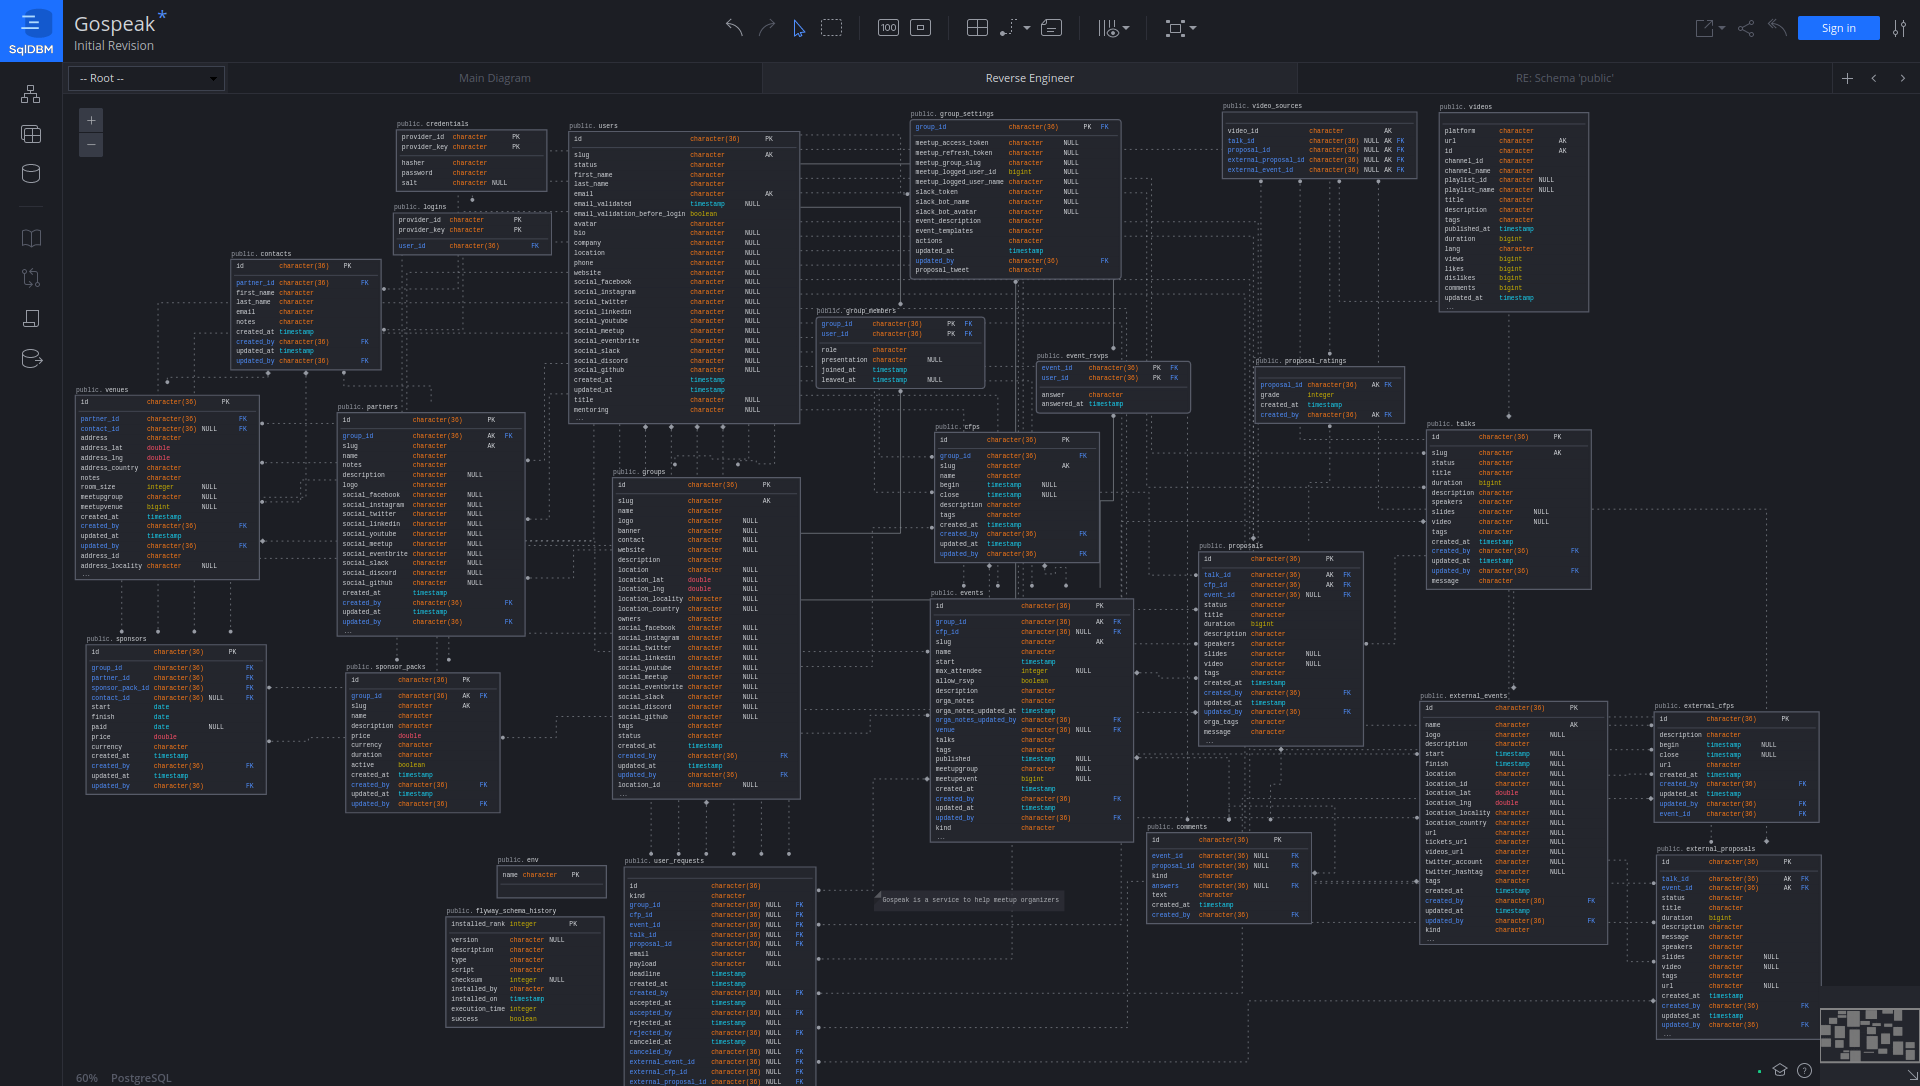 Gospeak*
Initial Revision
SqlDBM
100
Sign in
-- Root --
Main Diagram
Reverse Engineer
RE: Schema 'public'
public. credentials
provider_id character PK
provider_key character PK
hasher character
password character
salt character NULL
public. logins
provider_id character PK
provider_key character PK
user_id character(36) FK
public. contacts
id character(36) PK
partner_id character(36) FK
first_name character
last_name character
email character
notes character
created_at timestamp
created_by character(36) FK
updated_at timestamp
updated_by character(36) FK
public. venues
id character(36) PK
partner_id character(36) FK
contact_id character(36) NULL FK
address character
address_lat double
address_lng double
address_country character
notes character
room_size integer NULL
meetupgroup character NULL
meetupvenue bigint NULL
created_at timestamp
created_by character(36) FK
updated_at timestamp
updated_by character(36) FK
address_id character
address_locality character NULL
...
public. partners
id character(36) PK
group_id character(36) AK FK
slug character AK
name character
notes character
description character NULL
logo character
social_facebook character NULL
social_instagram character NULL
social_twitter character NULL
social_linkedin character NULL
social_youtube character NULL
social_meetup character NULL
social_eventbrite character NULL
social_slack character NULL
social_discord character NULL
social_github character NULL
created_at timestamp
created_by character(36) FK
updated_at timestamp
updated_by character(36) FK
...
public. sponsors
id character(36) PK
group_id character(36) FK
partner_id character(36) FK
sponsor_pack_id character(36) FK
contact_id character(36) NULL FK
start date
finish date
paid date NULL
price double
currency character
created_at timestamp
created_by character(36) FK
updated_at timestamp
updated_by character(36) FK
public. sponsor_packs
id character(36) PK
group_id character(36) AK FK
slug character AK
name character
description character
price double
currency character
duration character
active boolean
created_at timestamp
created_by character(36) FK
updated_at timestamp
updated_by character(36) FK
public. users
id character(36) PK
slug character AK
status character
first_name character
last_name character
email character AK
email_validated timestamp NULL
email_validation_before_login boolean
avatar character
bio character NULL
company character NULL
location character NULL
phone character NULL
website character NULL
social_facebook character NULL
social_instagram character NULL
social_twitter character NULL
social_linkedin character NULL
social_youtube character NULL
social_meetup character NULL
social_eventbrite character NULL
social_slack character NULL
social_discord character NULL
social_github character NULL
created_at timestamp
updated_at timestamp
title character NULL
mentoring character NULL
...
public. groups
id character(36) PK
slug character AK
name character
logo character NULL
banner character NULL
contact character NULL
website character NULL
description character
location character NULL
location_lat double NULL
location_lng double NULL
location_locality character NULL
location_country character NULL
owners character
social_facebook character NULL
social_instagram character NULL
social_twitter character NULL
social_linkedin character NULL
social_youtube character NULL
social_meetup character NULL
social_eventbrite character NULL
social_slack character NULL
social_discord character NULL
social_github character NULL
tags character
status character
created_at timestamp
created_by character(36) FK
updated_at timestamp
updated_by character(36) FK
location_id character NULL
...
public. env
name character PK
public. flyway_schema_history
installed_rank integer PK
version character NULL
description character
type character
script character
checksum integer NULL
installed_by character
installed_on timestamp
execution_time integer
success boolean
public. user_requests
id character(36)
kind character
group_id character(36) NULL FK
cfp_id character(36) NULL FK
event_id character(36) NULL FK
talk_id character(36) NULL FK
proposal_id character(36) NULL FK
email character NULL
payload character NULL
deadline timestamp
created_at timestamp
created_by character(36) NULL FK
accepted_at timestamp NULL
accepted_by character(36) NULL FK
rejected_at timestamp NULL
rejected_by character(36) NULL FK
canceled_at timestamp NULL
canceled_by character(36) NULL FK
external_event_id character(36) NULL FK
external_cfp_id character(36) NULL FK
external_proposal_id character(36) NULL FK
public. group_settings
group_id character(36) PK FK
meetup_access_token character NULL
meetup_refresh_token character NULL
meetup_group_slug character NULL
meetup_logged_user_id bigint NULL
meetup_logged_user_name character NULL
slack_token character NULL
slack_bot_name character NULL
slack_bot_avatar character NULL
event_description character
event_templates character
actions character
updated_at timestamp
updated_by character(36) FK
proposal_tweet character
public. group_members
group_id character(36) PK FK
user_id character(36) PK FK
role character
presentation character NULL
joined_at timestamp
leaved_at timestamp NULL
public. event_rsvps
event_id character(36) PK FK
user_id character(36) PK FK
answer character
answered_at timestamp
public. cfps
id character(36) PK
group_id character(36) FK
slug character AK
name character
begin timestamp NULL
close timestamp NULL
description character
tags character
created_at timestamp
created_by character(36) FK
updated_at timestamp
updated_by character(36) FK
public. events
id character(36) PK
group_id character(36) AK FK
cfp_id character(36) NULL FK
slug character AK
name character
start timestamp
max_attendee integer NULL
allow_rsvp boolean
description character
orga_notes character
orga_notes_updated_at timestamp
orga_notes_updated_by character(36) FK
venue character(36) NULL FK
talks character
tags character
published timestamp NULL
meetupgroup character NULL
meetupevent bigint NULL
created_at timestamp
created_by character(36) FK
updated_at timestamp
updated_by character(36) FK
kind character
...
Gospeak is a service to help meetup organizers
public. video_sources
video_id character AK
talk_id character(36) NULL AK FK
proposal_id character(36) NULL AK FK
external_proposal_id character(36) NULL AK FK
external_event_id character(36) NULL AK FK
public. videos
platform character
url character AK
id character AK
channel_id character
channel_name character
playlist_id character NULL
playlist_name character NULL
title character
description character
tags character
published_at timestamp
duration bigint
lang character
views bigint
likes bigint
dislikes bigint
comments bigint
updated_at timestamp
...
public. proposal_ratings
proposal_id character(36) AK FK
grade integer
created_at timestamp
created_by character(36) AK FK
public. talks
id character(36) PK
slug character AK
status character
title character
duration bigint
description character
speakers character
slides character NULL
video character NULL
tags character
created_at timestamp
created_by character(36) FK
updated_at timestamp
updated_by character(36) FK
message character
public. proposals
id character(36) PK
talk_id character(36) AK FK
cfp_id character(36) AK FK
event_id character(36) NULL FK
status character
title character
duration bigint
description character
speakers character
slides character NULL
video character NULL
tags character
created_at timestamp
created_by character(36) FK
updated_at timestamp
updated_by character(36) FK
orga_tags character
message character
...
public. comments
id character(36) PK
event_id character(36) NULL FK
proposal_id character(36) NULL FK
kind character
answers character(36) NULL FK
text character
created_at timestamp
created_by character(36) FK
public. external_events
id character(36) PK
name character AK
logo character NULL
description character
start timestamp NULL
finish timestamp NULL
location character NULL
location_id character NULL
location_lat double NULL
location_lng double NULL
location_locality character NULL
location_country character NULL
url character NULL
tickets_url character NULL
videos_url character NULL
twitter_account character NULL
twitter_hashtag character NULL
tags character
created_at timestamp
created_by character(36) FK
updated_at timestamp
updated_by character(36) FK
kind character
...
public. external_cfps
id character(36) PK
description character
begin timestamp NULL
close timestamp NULL
url character
created_at timestamp
created_by character(36) FK
updated_at timestamp
updated_by character(36) FK
event_id character(36) FK
public. external_proposals
id character(36) PK
talk_id character(36) AK FK
event_id character(36) AK FK
status character
title character
duration bigint
description character
message character
speakers character
slides character NULL
video character NULL
tags character
url character NULL
created_at timestamp
created_by character(36) FK
updated_at timestamp
updated_by character(36) FK
...
60% PostgreSQL